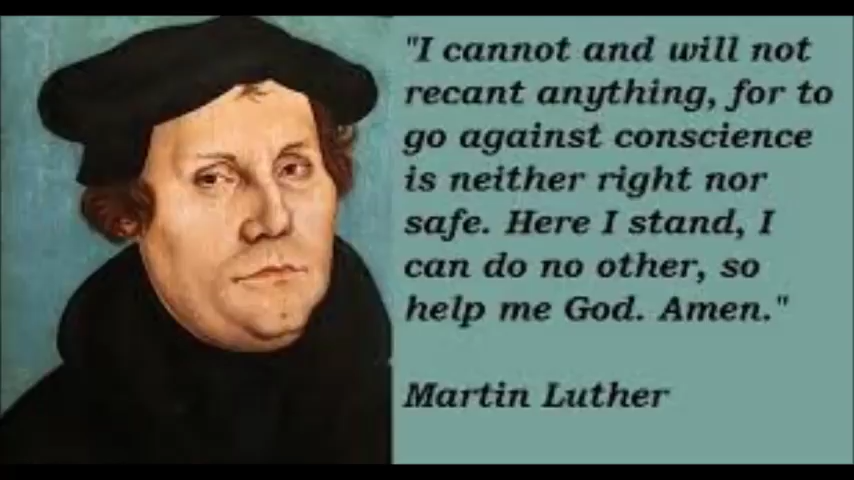 "I cannot and will not
recant anything, for to
go against conscience
is neither right nor
safe. Here I stand, I
can do no other, so
help me God. Amen."
Martin Luther